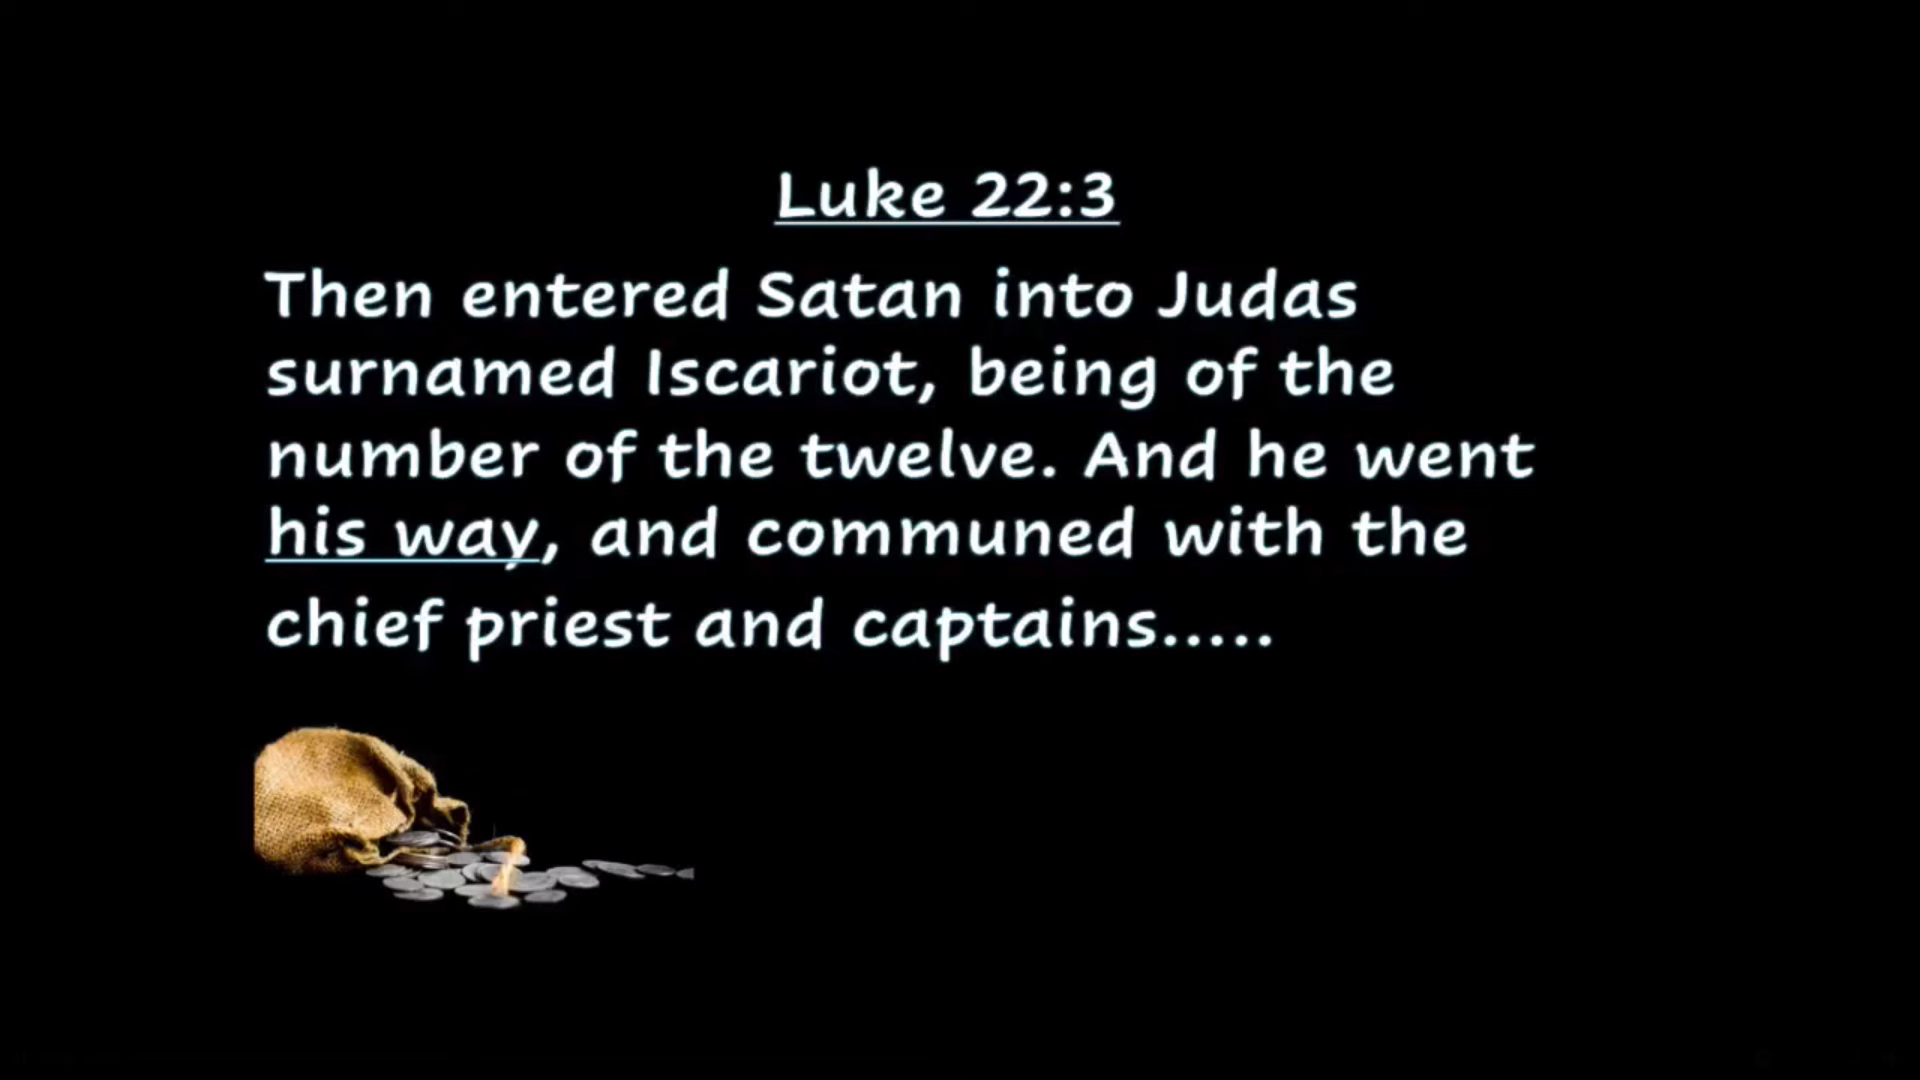 Luke 22:3
Then entered Satan into Judas
surnamed Iscariot, being of the
number of the twelve. And he went
his way, and communed with the
chief priest and captains.....